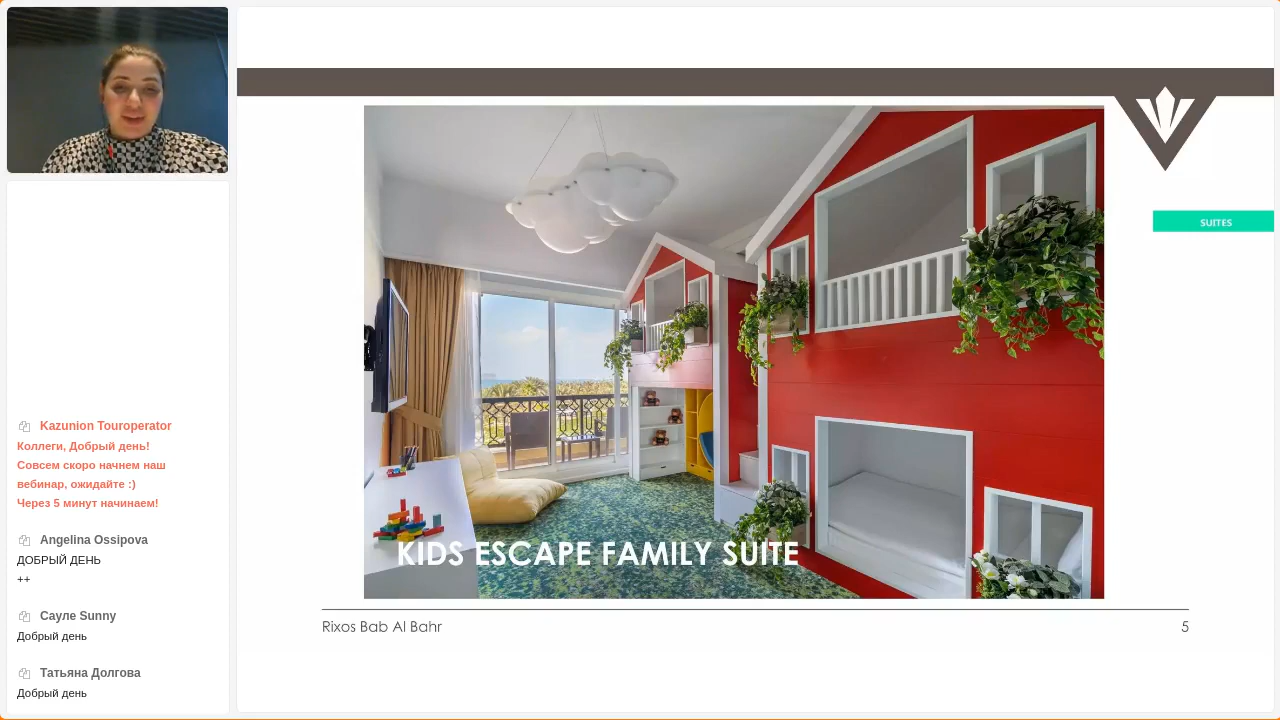 SUITES
KIDS ESCAPE FAMILY SUITE
Rixos Bab Al Bahr
5
Kazunion Touroperator
Коллеги, Добрый день!
Совсем скоро начнем наш
вебинар, ожидайте :)
Через 5 минут начинаем!
Angelina Ossipova
ДОБРЫЙ ДЕНЬ
++
Сауле Sunny
Добрый день
Татьяна Долгова
Добрый день